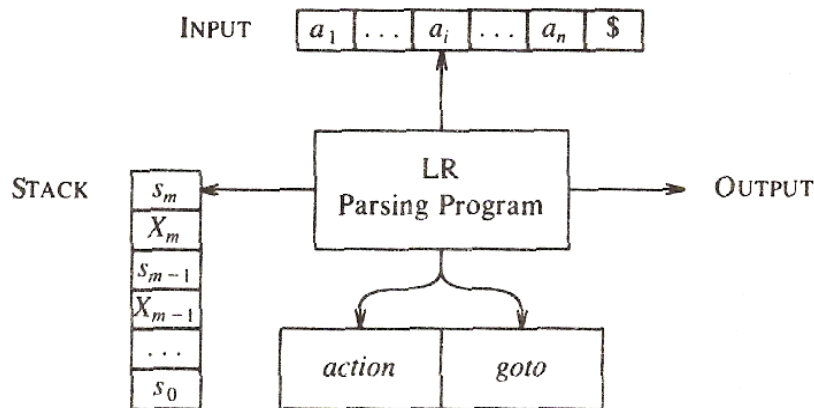 INPUT a₁ ... aᵢ ... aₙ $
LR
Parsing Program
STACK
OUTPUT
sₘ
Xₘ
sₘ₋₁
Xₘ₋₁
...
s₀
action goto